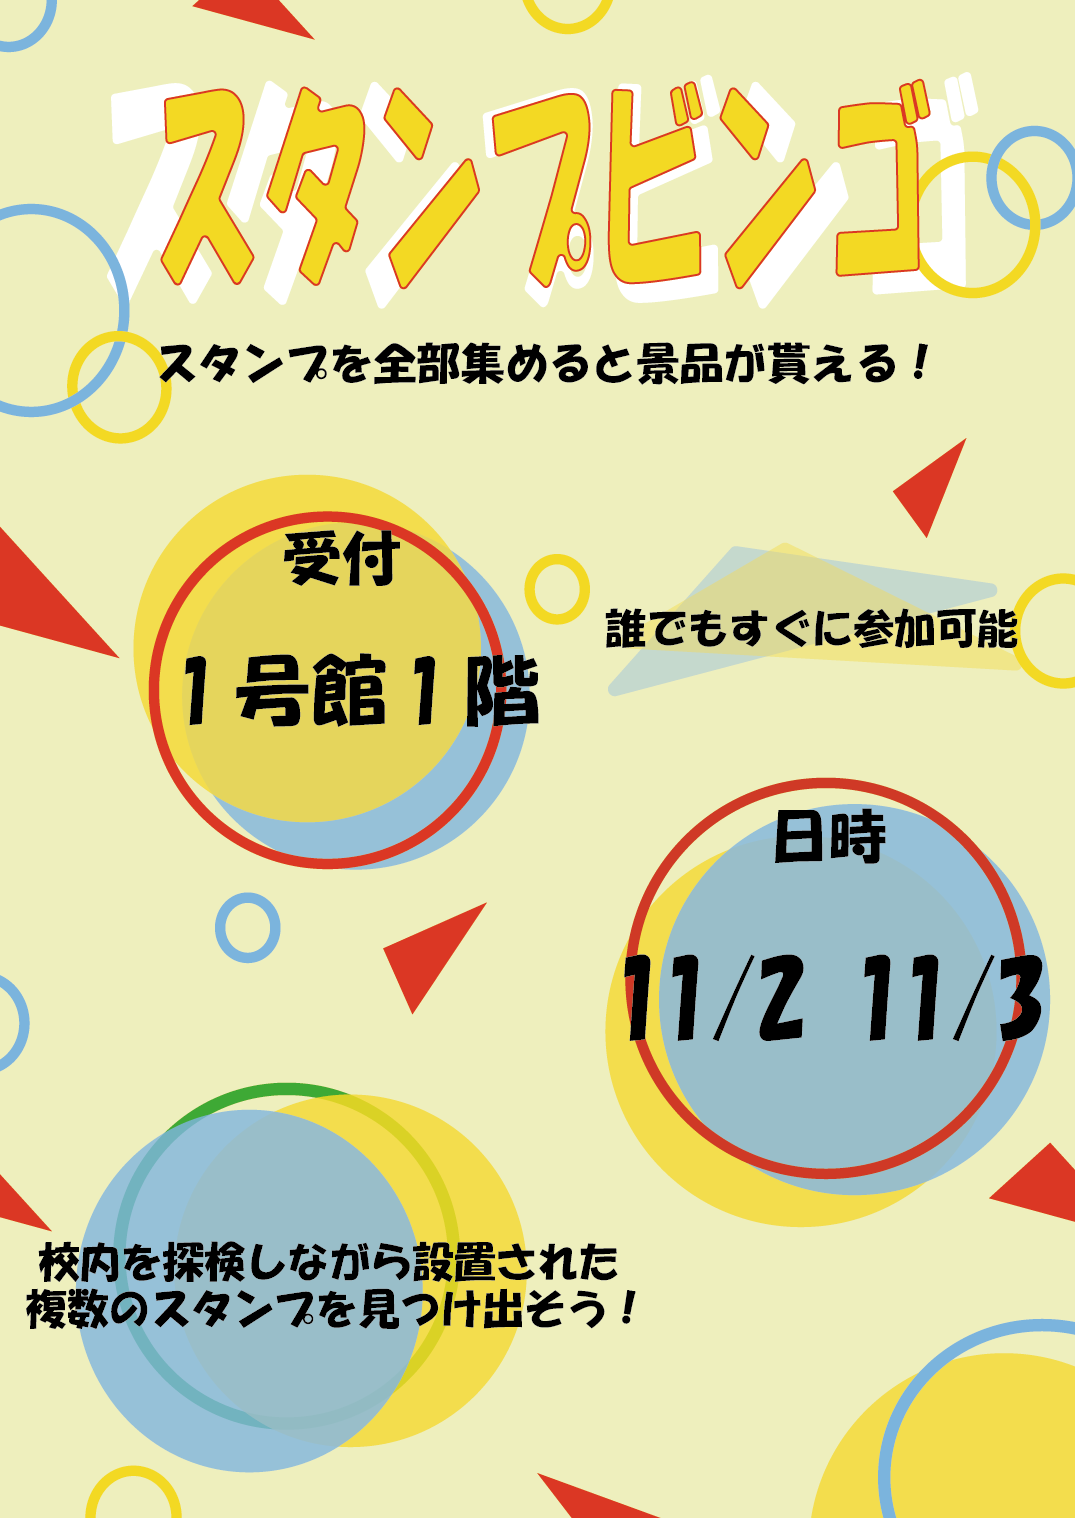 スタンプビンゴ
スタンプを全部集めると景品が貰える！
受付
１号館１階
誰でもすぐに参加可能
日時
11/2 11/3
校内を探検しながら設置された
複数のスタンプを見つけ出そう！